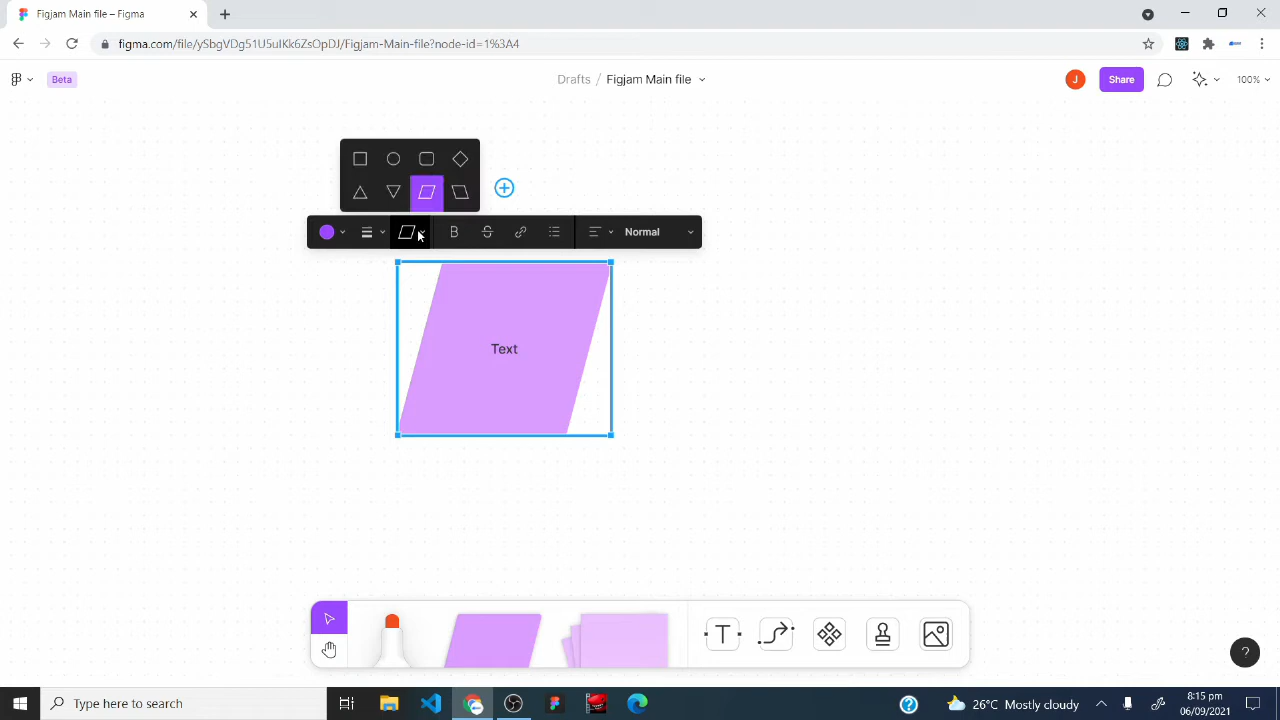 Figjam Main file – Figma
figma.com/file/ySbgVDg51U5uIKk6ZsOpDJ/Figjam-Main-file?node-id=1%3A4
Beta
Drafts / Figjam Main file
J
Share
100%
B
S
Normal
Text
T
?
Type here to search
?
26°C Mostly cloudy
8:15 pm
06/09/2021